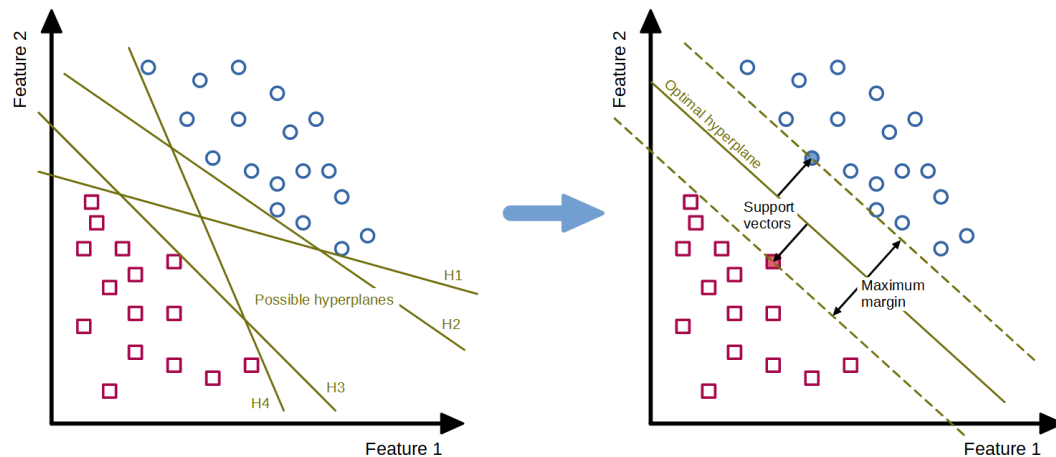 Feature 2
H1
Possible hyperplanes
H2
H3
H4
Feature 1
Feature 2
Optimal hyperplane
Support
vectors
Maximum
margin
Feature 1